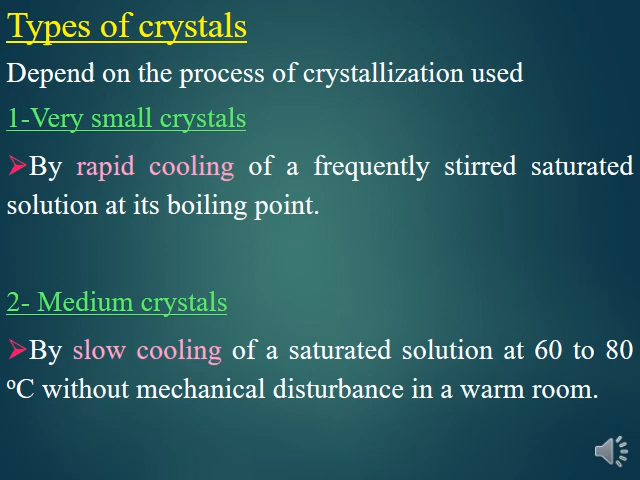 Types of crystals
Depend on the process of crystallization used
1-Very small crystals
➢By rapid cooling of a frequently stirred saturated
solution at its boiling point.
2- Medium crystals
➢By slow cooling of a saturated solution at 60 to 80
ºC without mechanical disturbance in a warm room.